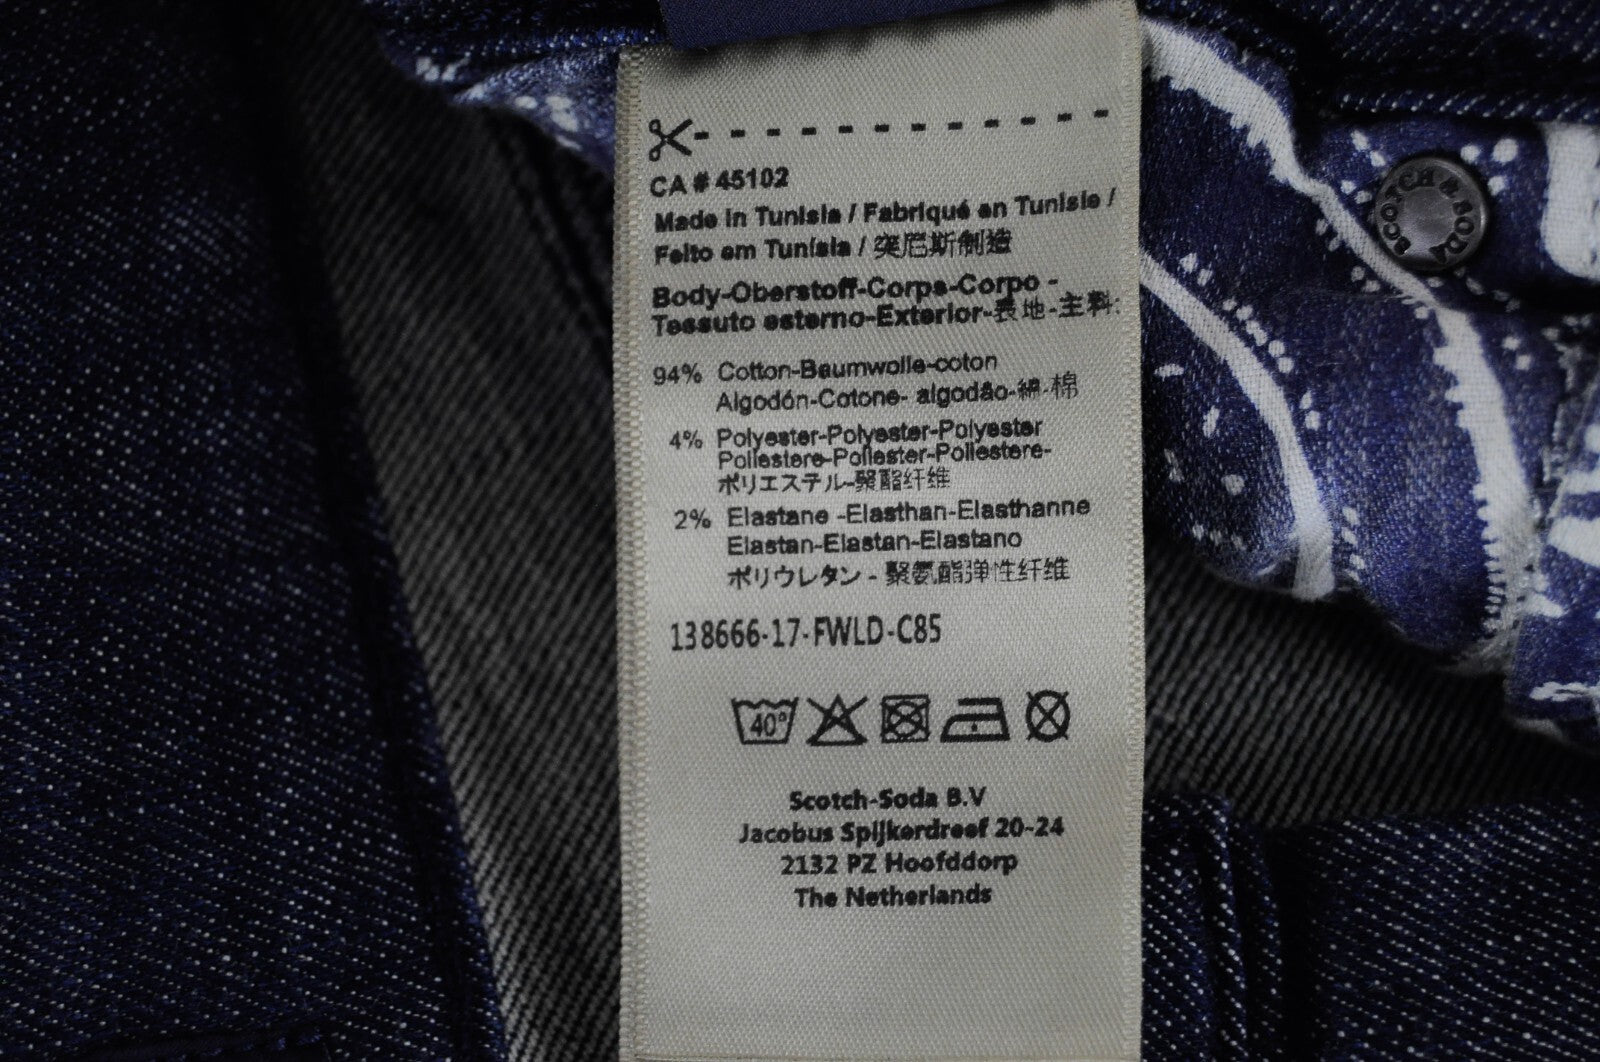 CA # 45102
Made in Tunisia / Fabriqué en Tunisie /
Feito em Tunísia / 突尼斯制造
Body-Oberstoff-Corps-Corpo -
Tessuto esterno-Exterior-表地-主料:
94% Cotton-Baumwolle-coton
Algodón-Cotone- algodão-綿-棉
4% Polyester-Polyester-Polyester
Poliestere-Poliester-Poliestere-
ポリエステル-聚酯纤维
2% Elastane -Elasthan-Elasthanne
Elastan-Elastan-Elastano
ポリウレタン - 聚氨酯弹性纤维
138666-17-FWLD-C85
40°
Scotch-Soda B.V
Jacobus Spijkerdreef 20-24
2132 PZ Hoofddorp
The Netherlands
SCOTCH & SODA